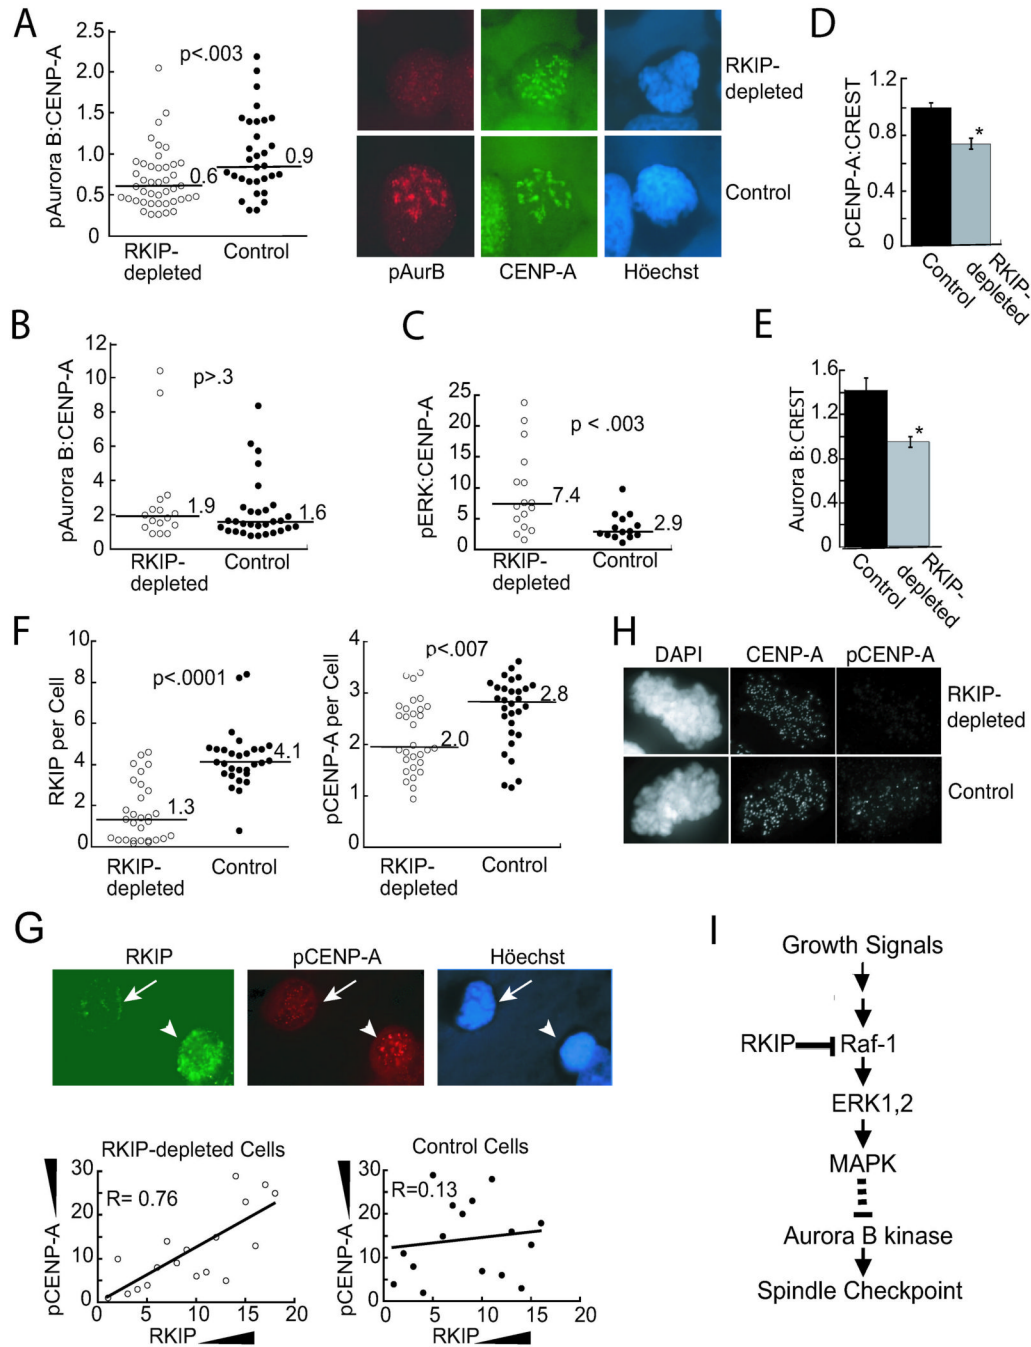 A
pAurora B:CENP-A
2.5
2.0
1.5
1.0
0.5
0
p<.003
0.6
0.9
RKIP-
depleted
Control
RKIP-
depleted
Control
pAurB
CENP-A
Höechst
D
pCENP-A:CREST
1.2
0.8
0.4
0
*
Control
RKIP-
depleted
B
pAurora B:CENP-A
12
10
8
6
4
2
0
p>.3
1.9
1.6
RKIP-
depleted
Control
C
pERK:CENP-A
25
20
15
10
5
0
p < .003
7.4
2.9
RKIP-
depleted
Control
E
Aurora B:CREST
1.6
1.2
0.8
0.4
0
*
Control
RKIP-
depleted
F
RKIP per Cell
10
8
6
4
2
0
p<.0001
1.3
4.1
RKIP-
depleted
Control
pCENP-A per Cell
4
3
2
1
0
p<.007
2.0
2.8
RKIP-
depleted
Control
H
DAPI
CENP-A
pCENP-A
RKIP-
depleted
Control
G
RKIP
pCENP-A
Höechst
RKIP-depleted Cells
pCENP-A
30
20
10
0
R= 0.76
0
5
10
15
20
RKIP
Control Cells
pCENP-A
30
20
10
0
R=0.13
0
5
10
15
20
RKIP
I
Growth Signals
RKIP
Raf-1
ERK1,2
MAPK
Aurora B kinase
Spindle Checkpoint